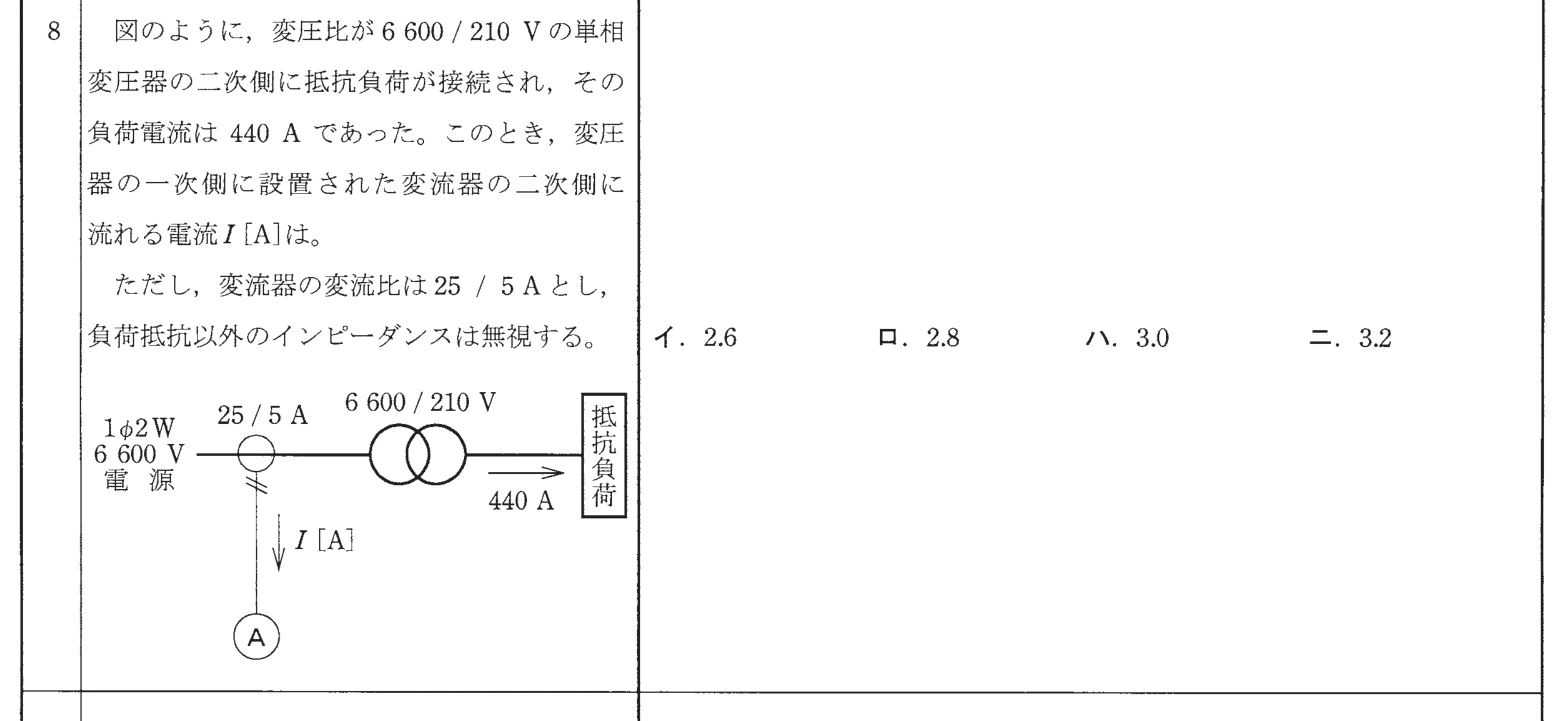 8 図のように，変圧比が 6 600 / 210 V の単相
変圧器の二次側に抵抗負荷が接続され，その
負荷電流は 440 A であった。このとき，変圧
器の一次側に設置された変流器の二次側に
流れる電流 I [A]は。
ただし，変流器の変流比は 25 / 5 A とし，
負荷抵抗以外のインピーダンスは無視する。
イ．2.6 ロ．2.8 ハ．3.0 ニ．3.2
1φ2W
6 600 V
電 源
25 / 5 A
6 600 / 210 V
440 A
抵抗負荷
I [A]
A